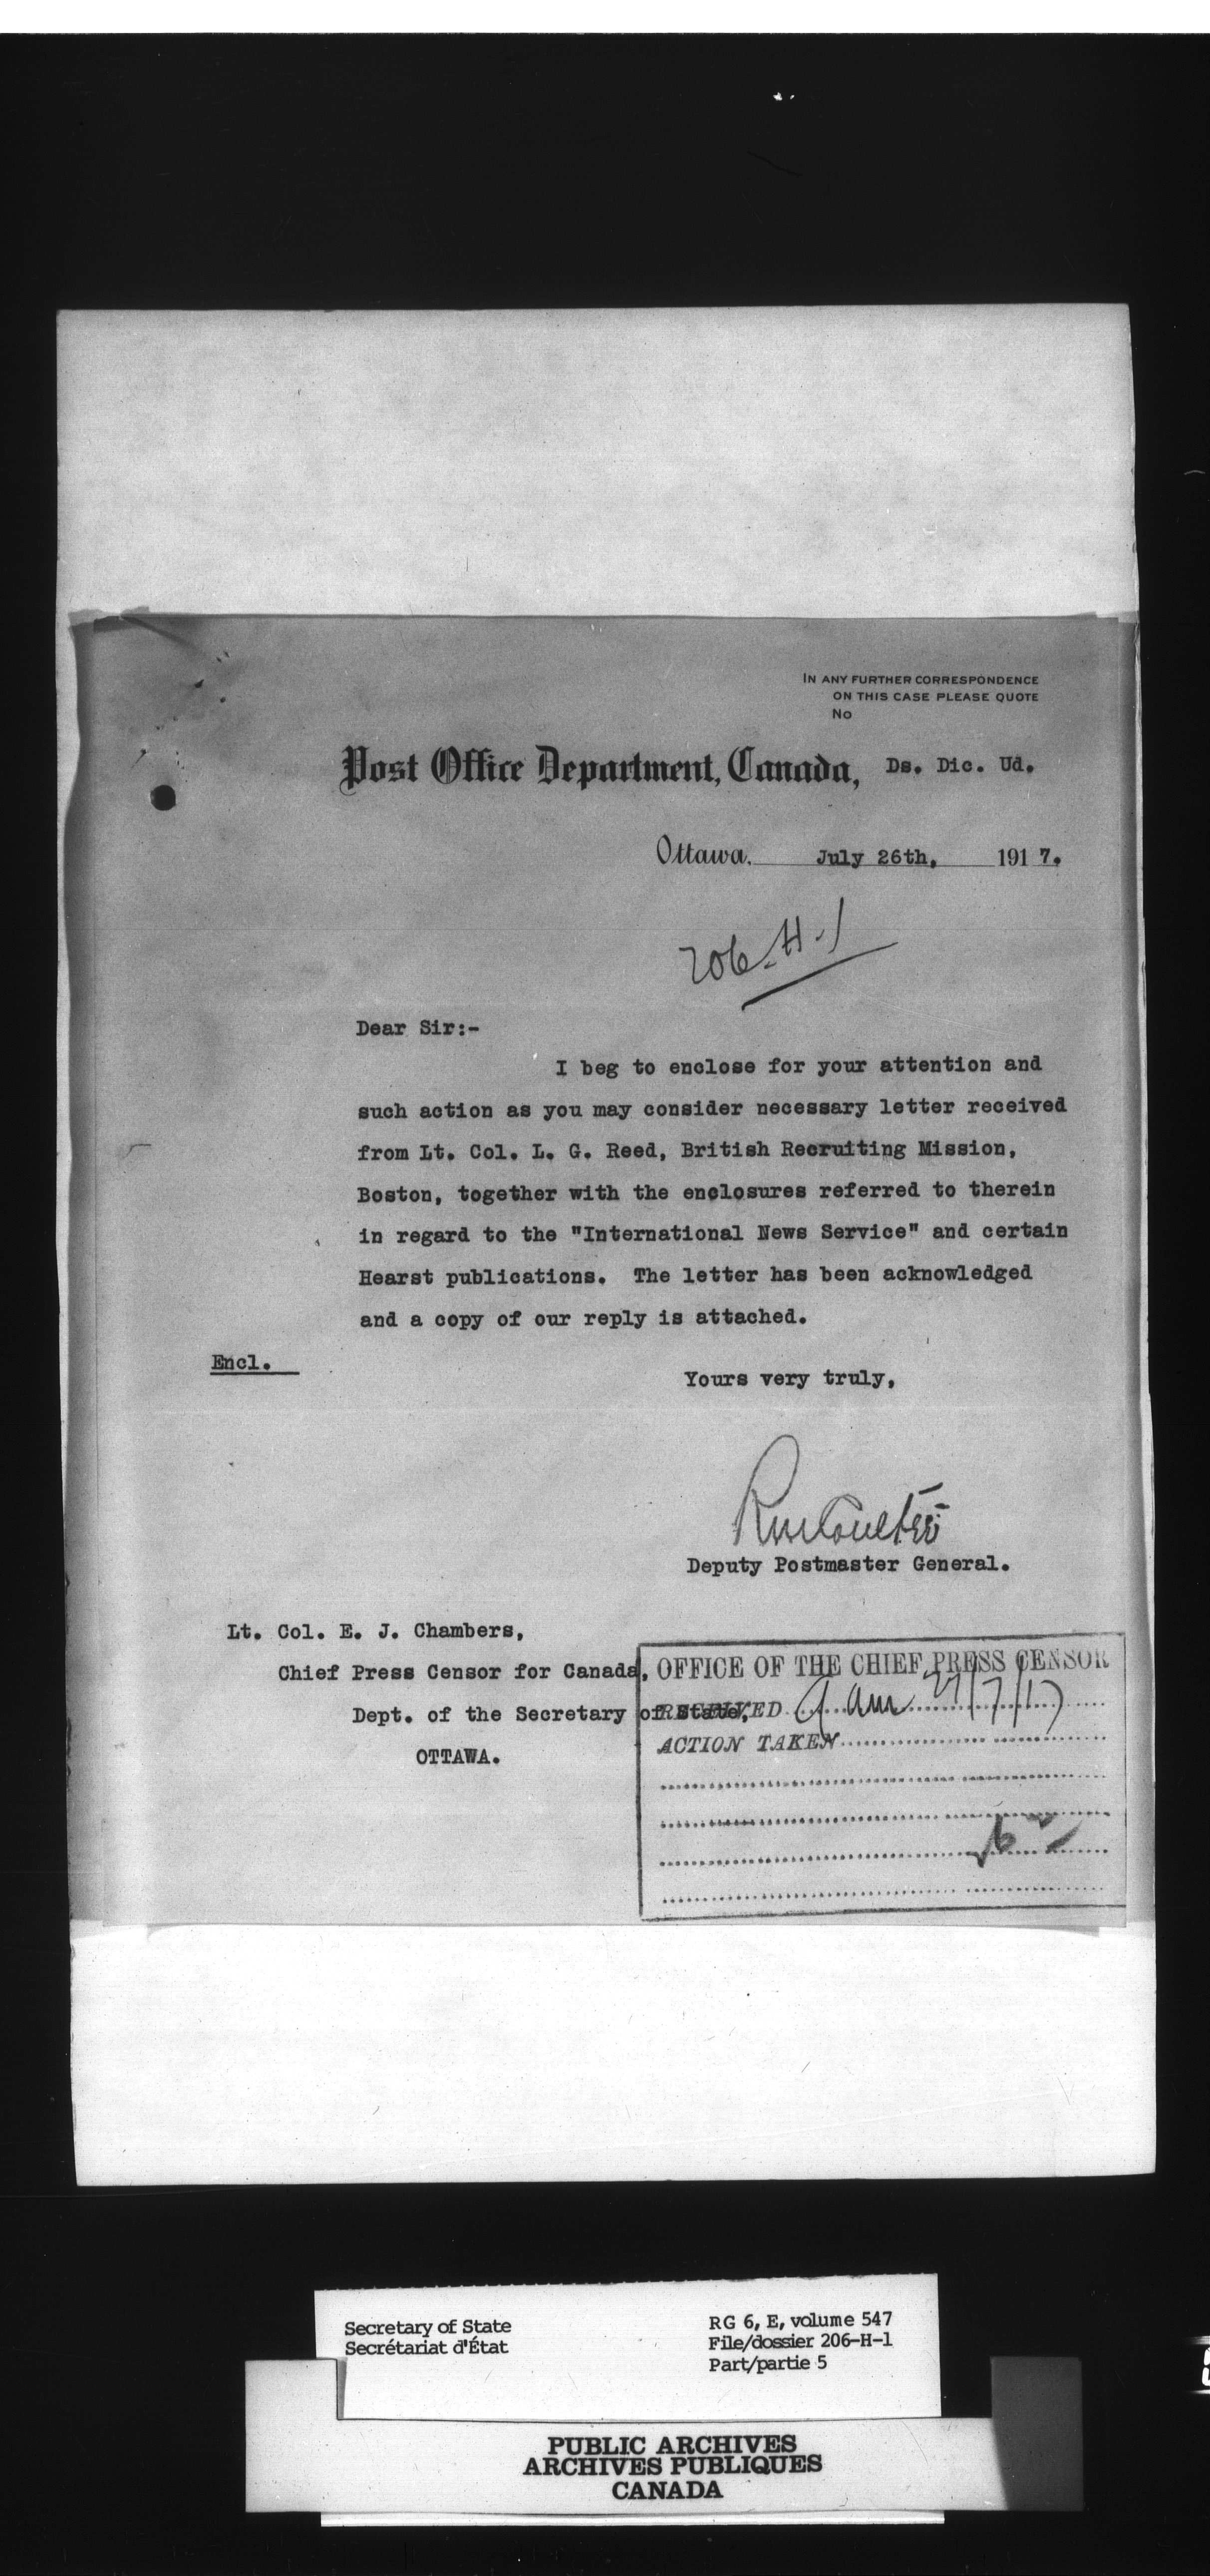 IN ANY FURTHER CORRESPONDENCE
ON THIS CASE PLEASE QUOTE
No
Post Office Department, Canada, Ds. Dic. Ud.
Ottawa, July 26th, 1917.
206-H-1
Dear Sir:-
I beg to enclose for your attention and
such action as you may consider necessary letter received
from Lt. Col. L. G. Reed, British Recruiting Mission,
Boston, together with the enclosures referred to therein
in regard to the "International News Service" and certain
Hearst publications. The letter has been acknowledged
and a copy of our reply is attached.
Encl.
Yours very truly,
RmCoulter
Deputy Postmaster General.
Lt. Col. E. J. Chambers,
Chief Press Censor for Canada,
Dept. of the Secretary of State,
OTTAWA.
OFFICE OF THE CHIEF PRESS CENSOR
RECEIVED am 27/7/17
ACTION TAKEN
Secretary of State
Secrétariat d'État
RG 6, E, volume 547
File/dossier 206-H-1
Part/partie 5
PUBLIC ARCHIVES
ARCHIVES PUBLIQUES
CANADA